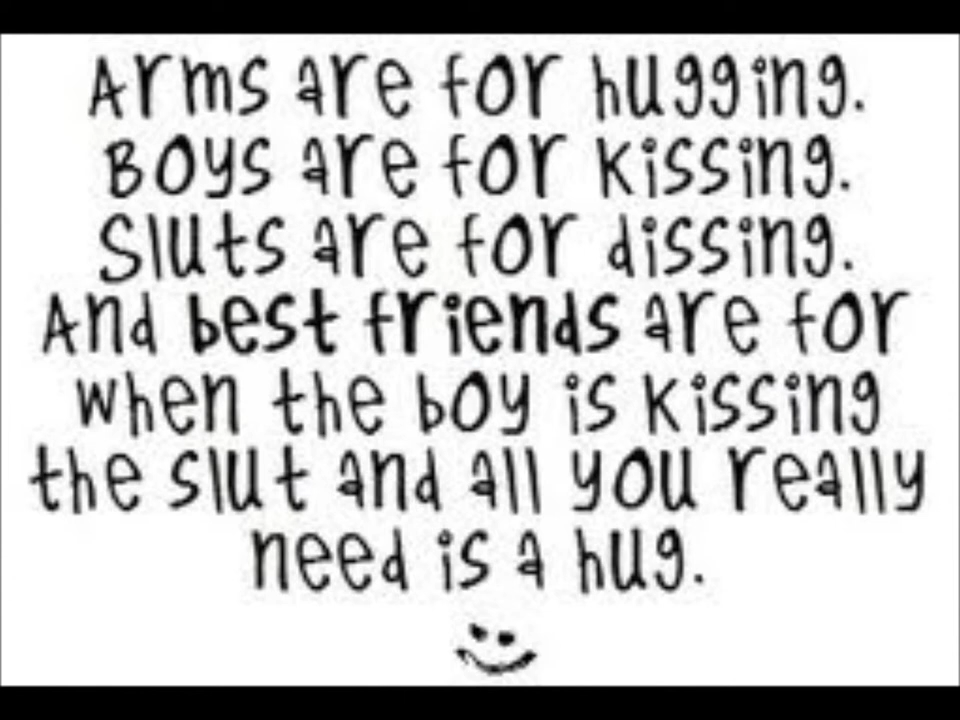 Arms are for hugging.
Boys are for kissing.
Sluts are for dissing.
And best friends are for
when the boy is kissing
the slut and all you really
need is a hug.